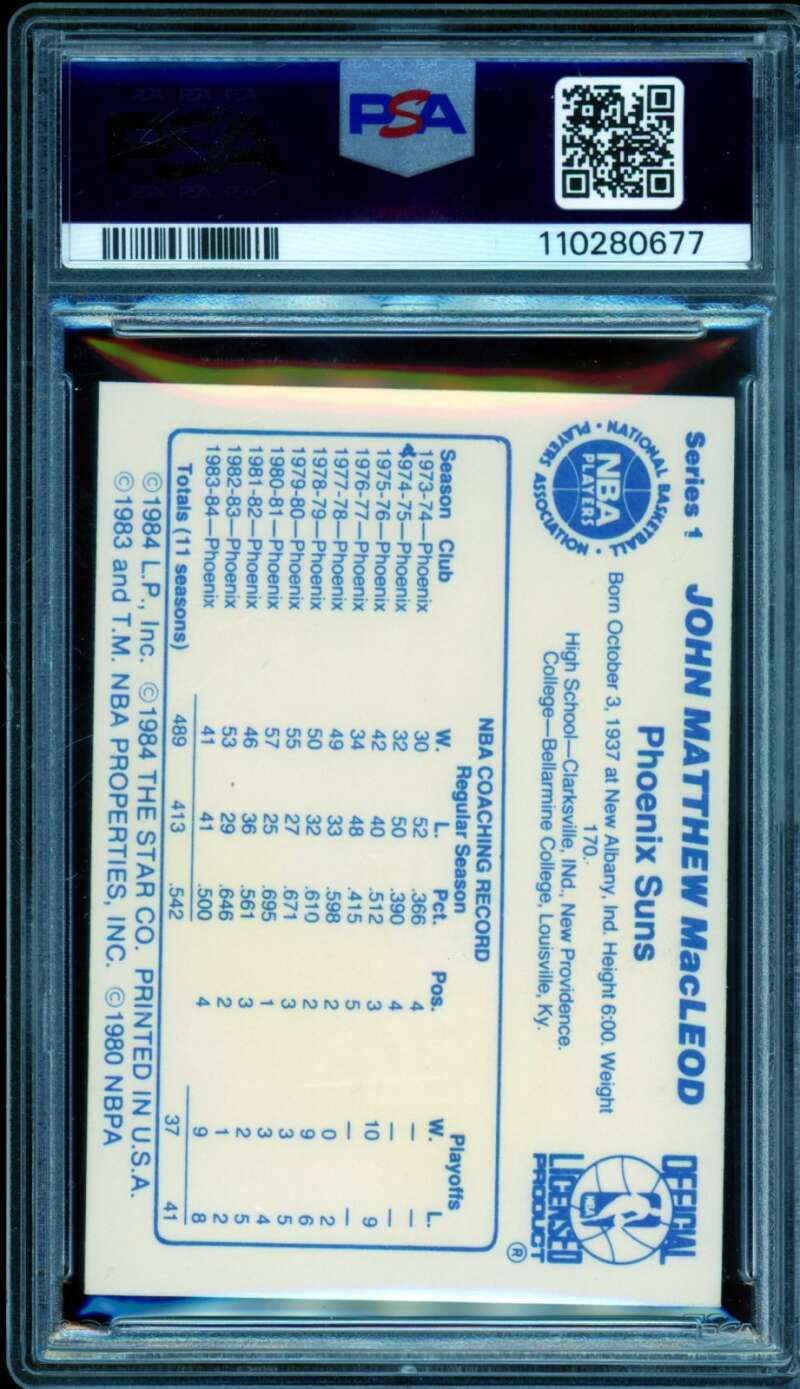 PSA
110280677
Series 1
JOHN MATTHEW MacLEOD
Phoenix Suns
NATIONAL BASKETBALL PLAYERS ASSOCIATION
NBA
PLAYERS
Born October 3, 1937 at New Albany, Ind. Height 6:00. Weight
170.
High School—Clarksville, INd., New Providence.
College—Bellarmine College, Louisville, Ky.
OFFICIAL
NBA
LICENSED
PRODUCT
®
NBA COACHING RECORD
Regular Season Playoffs
Season Club W. L. Pct. Pos. W. L.
1973-74—Phoenix 30 52 .366 4 — —
1974-75—Phoenix 32 50 .390 4 — —
1975-76—Phoenix 42 40 .512 3 10 9
1976-77—Phoenix 34 48 .415 5 — —
1977-78—Phoenix 49 33 .598 2 0 2
1978-79—Phoenix 50 32 .610 2 9 6
1979-80—Phoenix 55 27 .671 3 3 5
1980-81—Phoenix 57 25 .695 1 3 4
1981-82—Phoenix 46 36 .561 3 2 5
1982-83—Phoenix 53 29 .646 2 1 2
1983-84—Phoenix 41 41 .500 4 9 8
Totals (11 seasons) 489 413 .542 37 41
©1984 L.P., Inc. ©1984 THE STAR CO. PRINTED IN U.S.A.
©1983 and T.M. NBA PROPERTIES, INC. ©1980 NBPA